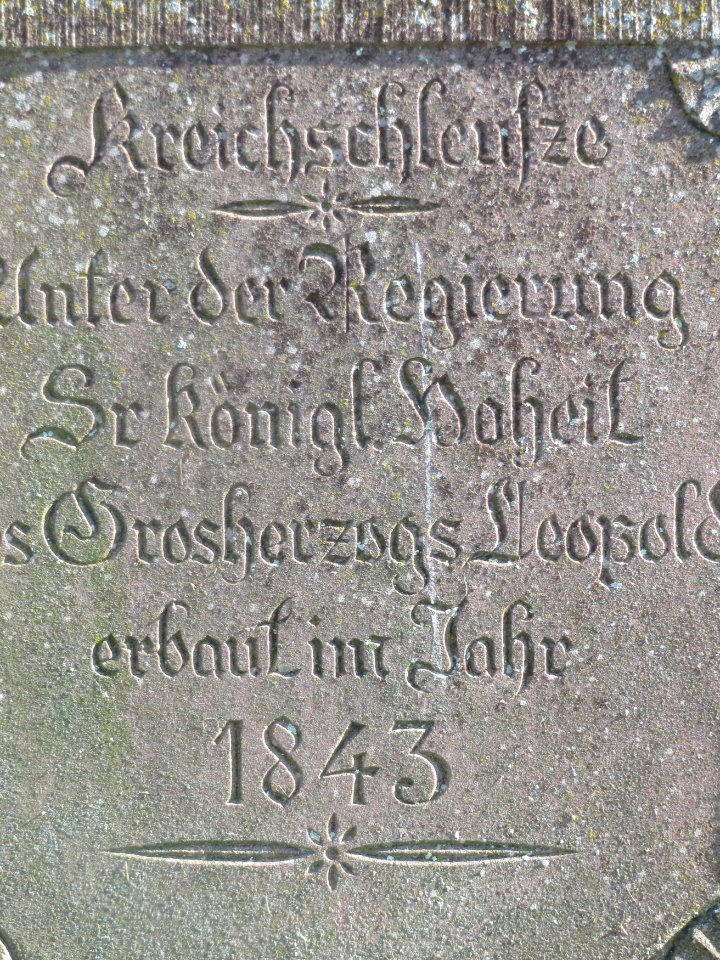 Kreichschleusze
Unter der Regierung
Sr königl. Hoheit
s Grosherzogs Leopold
erbaut im Jahr
1843